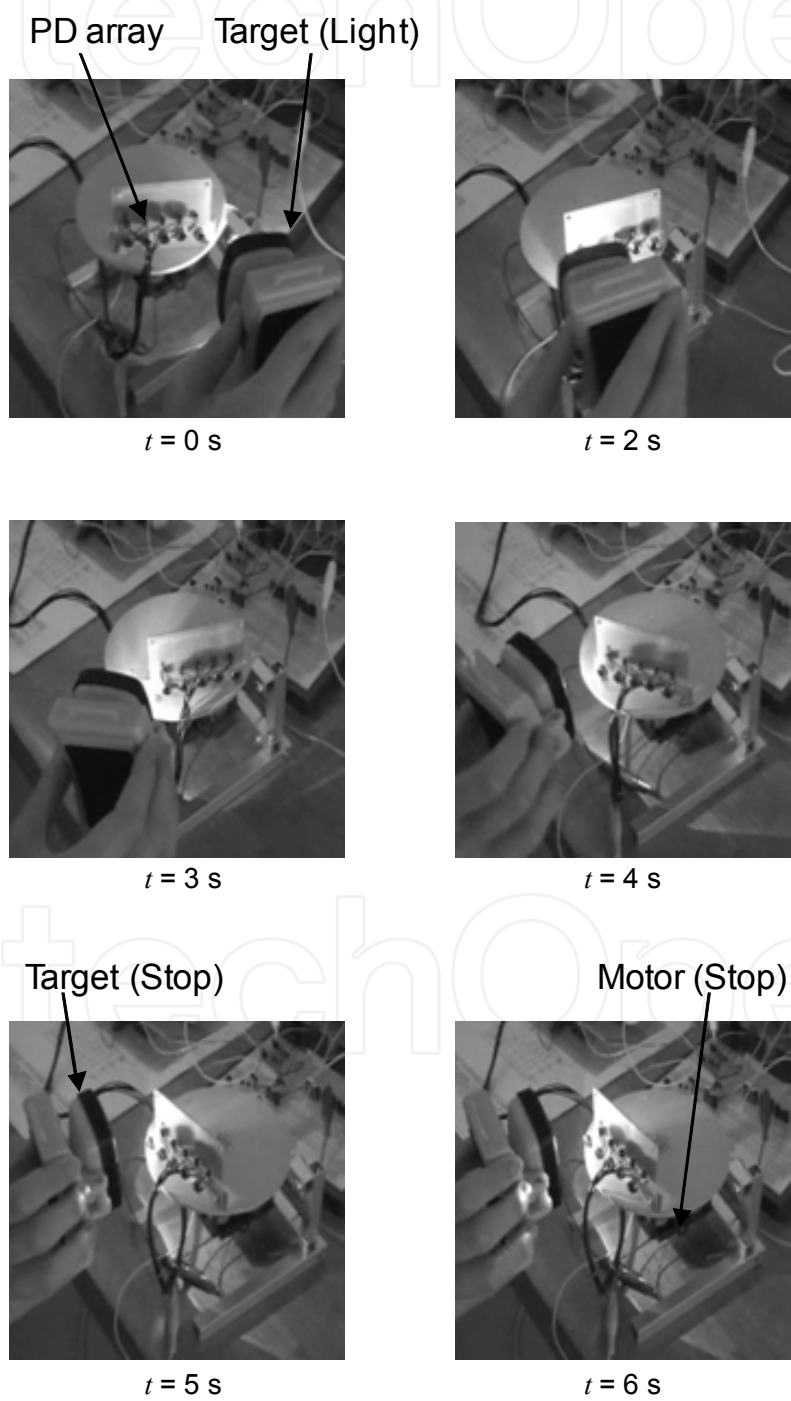 PD array Target (Light)
t = 0 s t = 2 s
t = 3 s t = 4 s
Target (Stop) Motor (Stop)
t = 5 s t = 6 s